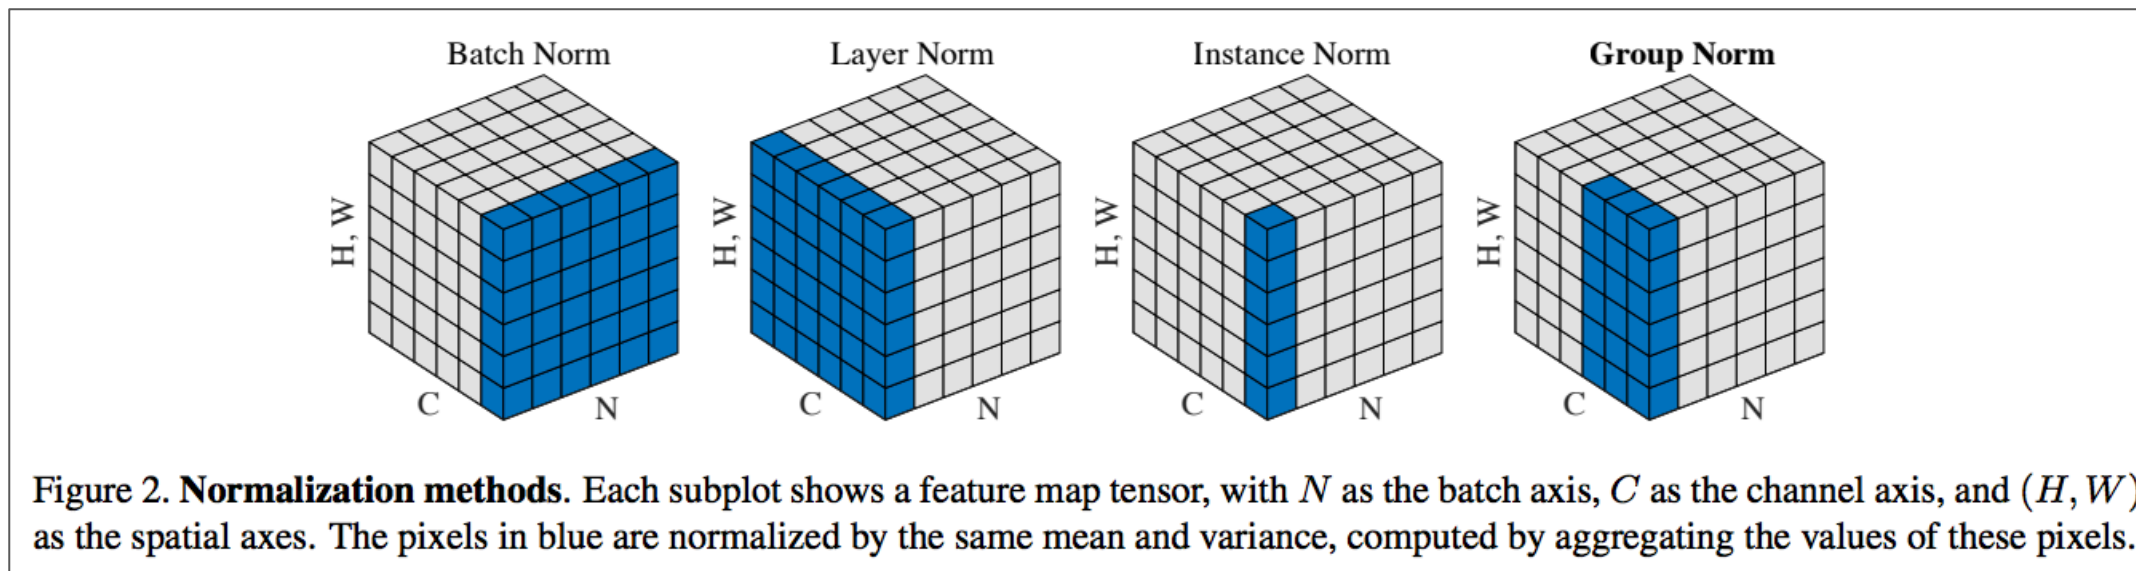 Batch Norm
Layer Norm
Instance Norm
Group Norm
H, W
C
N
H, W
C
N
H, W
C
N
H, W
C
N
Figure 2. Normalization methods. Each subplot shows a feature map tensor, with N as the batch axis, C as the channel axis, and (H, W)
as the spatial axes. The pixels in blue are normalized by the same mean and variance, computed by aggregating the values of these pixels.